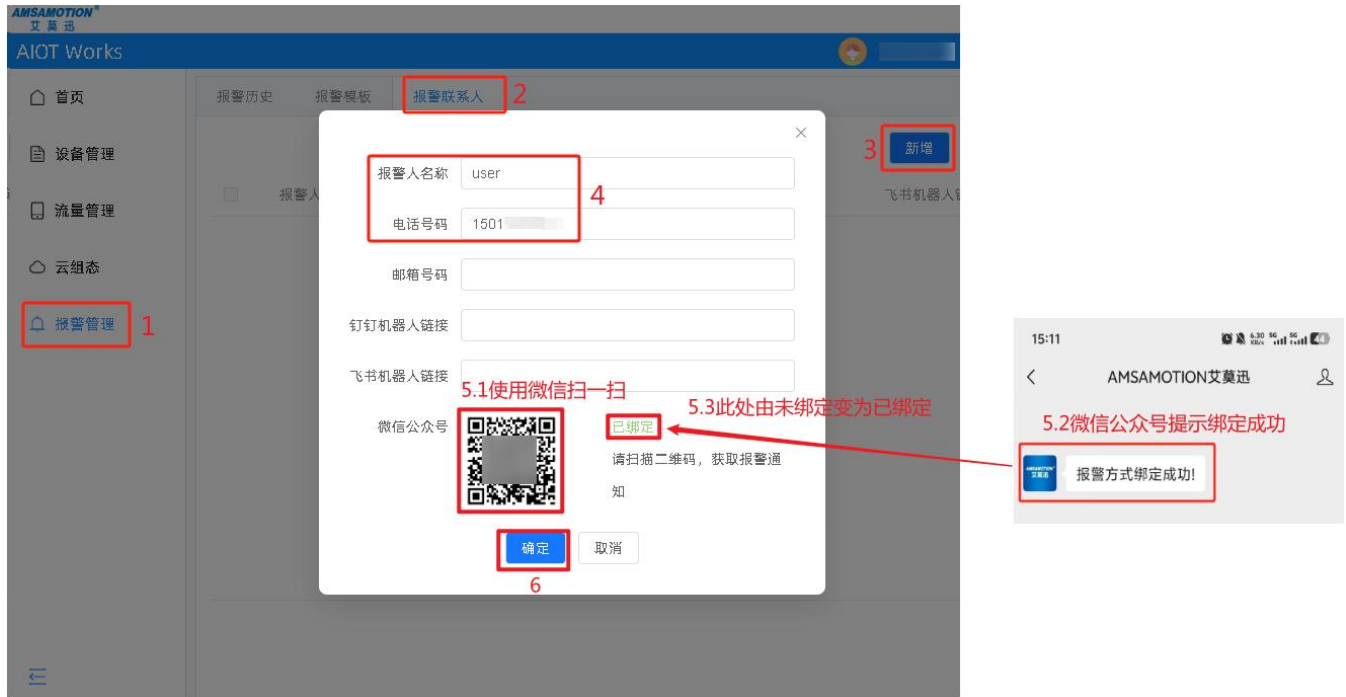 AMSAMOTION®
艾莫迅
AIOT Works
首页
设备管理
流量管理
云组态
报警管理
1
报警历史
报警模板
报警联系人
2
3
新增
报警人
飞书机器人
报警人名称
user
4
电话号码
1501
邮箱号码
钉钉机器人链接
飞书机器人链接
5.1使用微信扫一扫
微信公众号
已绑定
5.3此处由未绑定变为已绑定
请扫描二维码，获取报警通
知
确定
取消
6
15:11
AMSAMOTION艾莫迅
5.2微信公众号提示绑定成功
报警方式绑定成功!